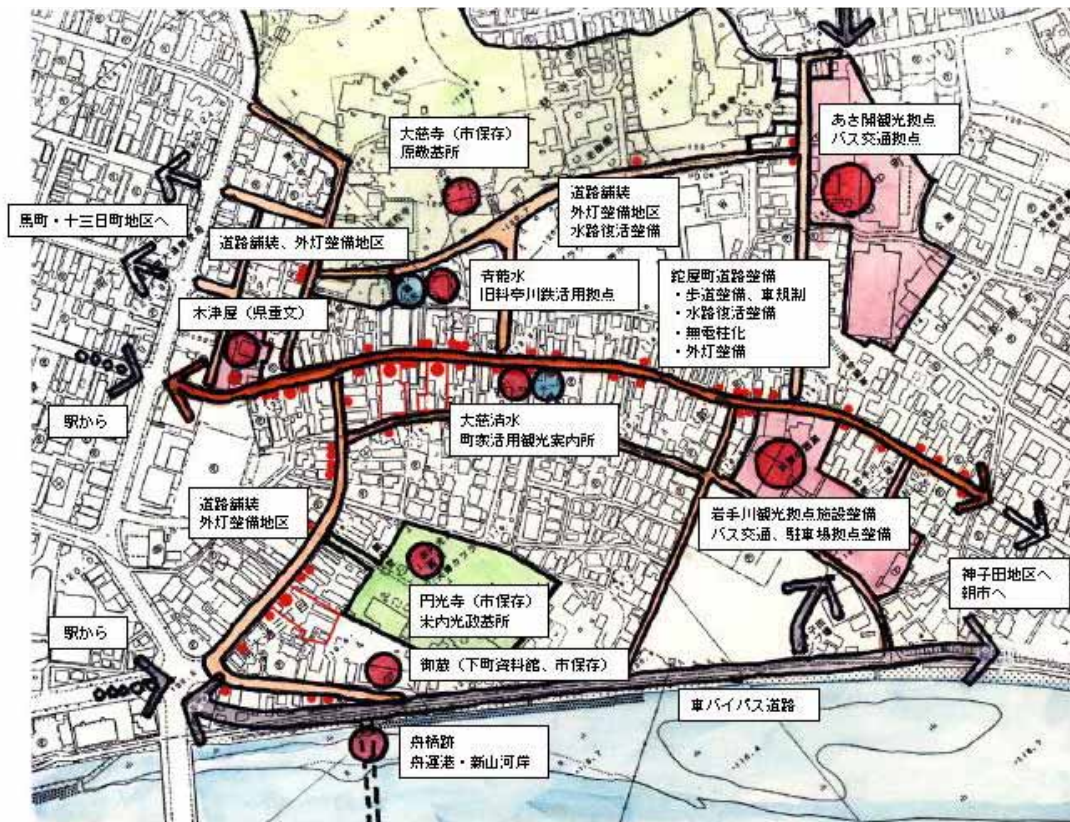 あさ開観光拠点
バス交通拠点
大慈寺（市保存）
原敬墓所
道路舗装
外灯整備地区
水路復活整備
馬町・十三日町地区へ
道路舗装、外灯整備地区
青龍水
旧料亭川鉄活用拠点
鉈屋町道路整備
・歩道整備、車規制
・水路復活整備
・無電柱化
・外灯整備
木津屋（県重文）
駅から
大慈清水
町家活用観光案内所
道路舗装
外灯整備地区
岩手川観光拠点施設整備
バス交通、駐車場拠点整備
神子田地区へ
朝市へ
円光寺（市保存）
米内光政墓所
駅から
御蔵（下町資料館、市保存）
車バイパス道路
舟橋跡
舟運港・新山河岸